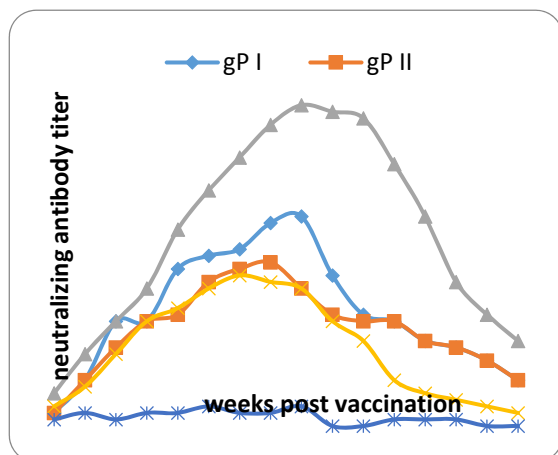 gP I gP II
neutralizing antibody titer
weeks post vaccination